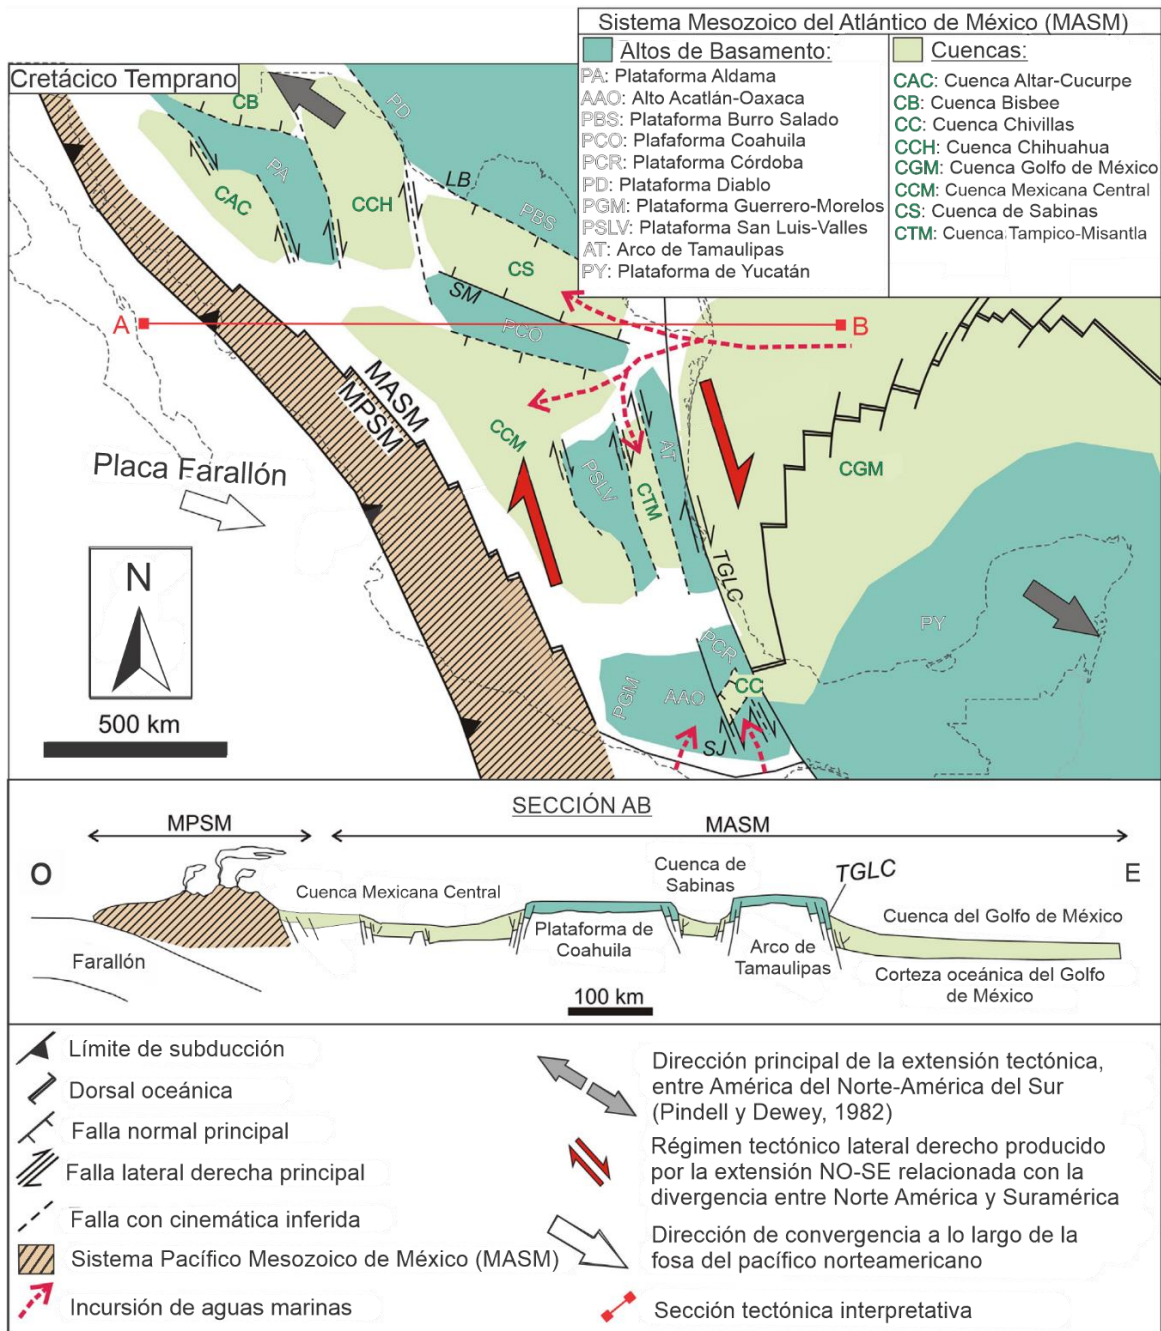 Sistema Mesozoico del Atlántico de México (MASM)
Altos de Basamento:
PA: Plataforma Aldama
AAO: Alto Acatlán-Oaxaca
PBS: Plataforma Burro Salado
PCO: Plafaforma Coahuila
PCR: Plataforma Córdoba
PD: Plataforma Diablo
PGM: Plataforma Guerrero-Morelos
PSLV: Plataforma San Luis-Valles
AT: Arco de Tamaulipas
PY: Plataforma de Yucatán
Cuencas:
CAC: Cuenca Altar-Cucurpe
CB: Cuenca Bisbee
CC: Cuenca Chivillas
CCH: Cuenca Chihuahua
CGM: Cuenca Golfo de México
CCM: Cuenca Mexicana Central
CS: Cuenca de Sabinas
CTM: Cuenca Tampico-Misantla
Cretácico Temprano
CB
PD
PA
LB
CAC
CCH
PBS
CS
SM
A
PCO
B
MASM
MPSM
CCM
AT
PSLV
CTM
CGM
Placa Farallón
TGLC
N
PY
PCR
PGM
AAO
CC
500 km
SJ
SECCIÓN AB
MPSM
MASM
O
E
Cuenca Mexicana Central
Cuenca de
Sabinas
TGLC
Cuenca del Golfo de México
Plataforma de
Coahuila
Arco de
Tamaulipas
Farallón
Corteza oceánica del Golfo
de México
100 km
Límite de subducción
Dorsal oceánica
Falla normal principal
Falla lateral derecha principal
Falla con cinemática inferida
Sistema Pacífico Mesozoico de México (MASM)
Incursión de aguas marinas
Dirección principal de la extensión tectónica,
entre América del Norte-América del Sur
(Pindell y Dewey, 1982)
Régimen tectónico lateral derecho producido
por la extensión NO-SE relacionada con la
divergencia entre Norte América y Suramérica
Dirección de convergencia a lo largo de la
fosa del pacífico norteamericano
Sección tectónica interpretativa